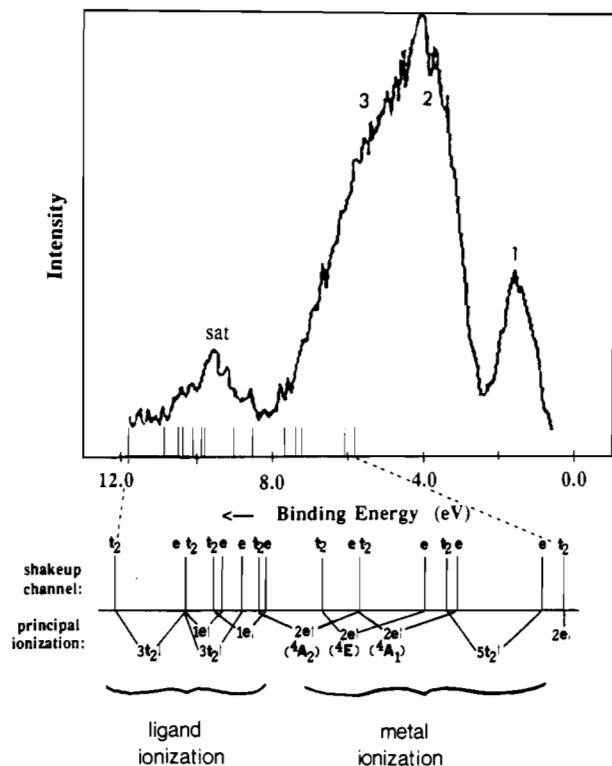 3
2
1
sat
Intensity
12.0 8.0 4.0 0.0
<— Binding Energy (eV)
shakeup channel:
t₂ e t₂ t₂ e e t₂ e t₂ e t₂ e t₂ e e t₂
principal ionization:
3t₂↑ 1e↑ 3t₂↑ 1e↓ 2e↑ 2e↑ 2e↑ 5t₂↑ 2e↓
(⁴A₂) (⁴E) (⁴A₁)
ligand ionization
metal ionization